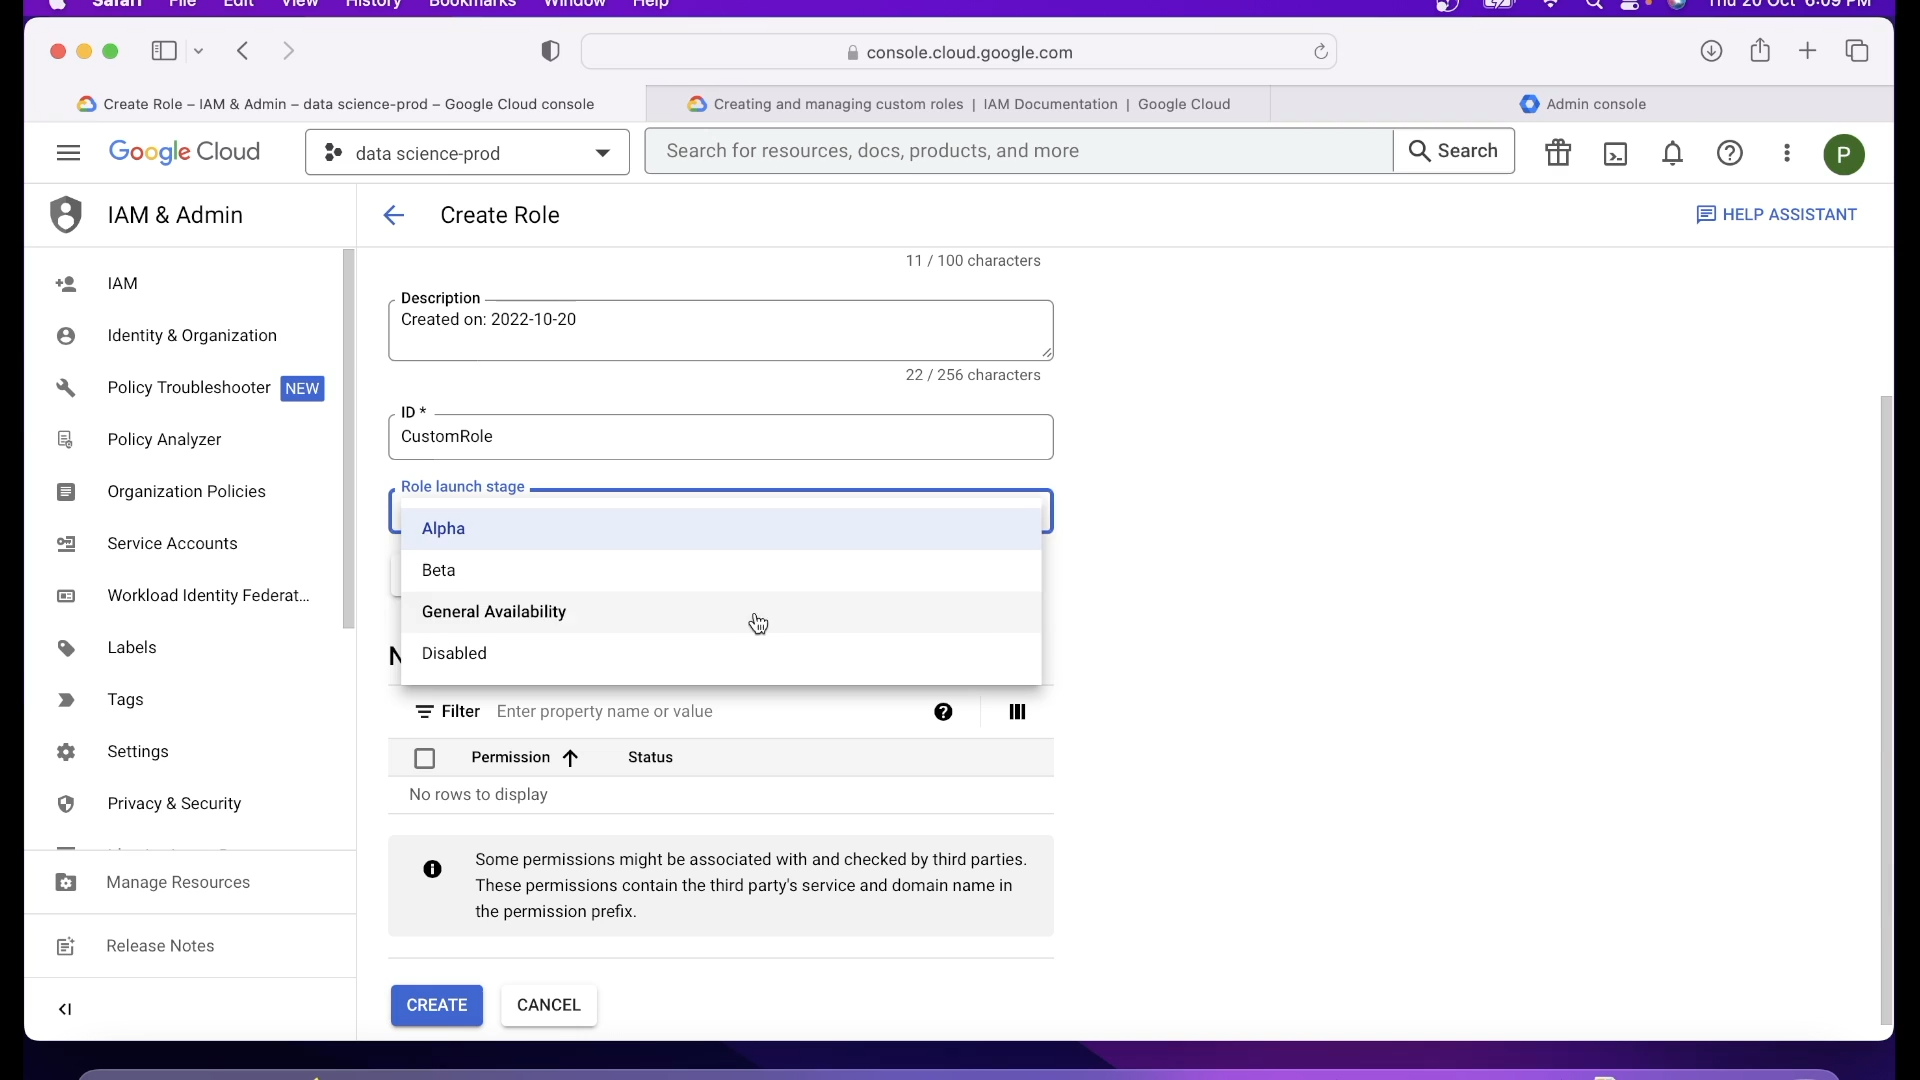 Safari File Edit View History Bookmarks Window Help Thu 20 Oct 6:09 PM
console.cloud.google.com
Create Role – IAM & Admin – data science-prod – Google Cloud console
Creating and managing custom roles | IAM Documentation | Google Cloud
Admin console
Google Cloud
data science-prod
Search for resources, docs, products, and more
Search
P
IAM & Admin
Create Role
HELP ASSISTANT
IAM
Identity & Organization
Policy Troubleshooter NEW
Policy Analyzer
Organization Policies
Service Accounts
Workload Identity Federat...
Labels
Tags
Settings
Privacy & Security
Manage Resources
Release Notes
11 / 100 characters
Description
Created on: 2022-10-20
22 / 256 characters
ID *
CustomRole
Role launch stage
Alpha
Beta
General Availability
Disabled
N
Filter Enter property name or value
Permission Status
No rows to display
Some permissions might be associated with and checked by third parties.
These permissions contain the third party's service and domain name in
the permission prefix.
CREATE
CANCEL